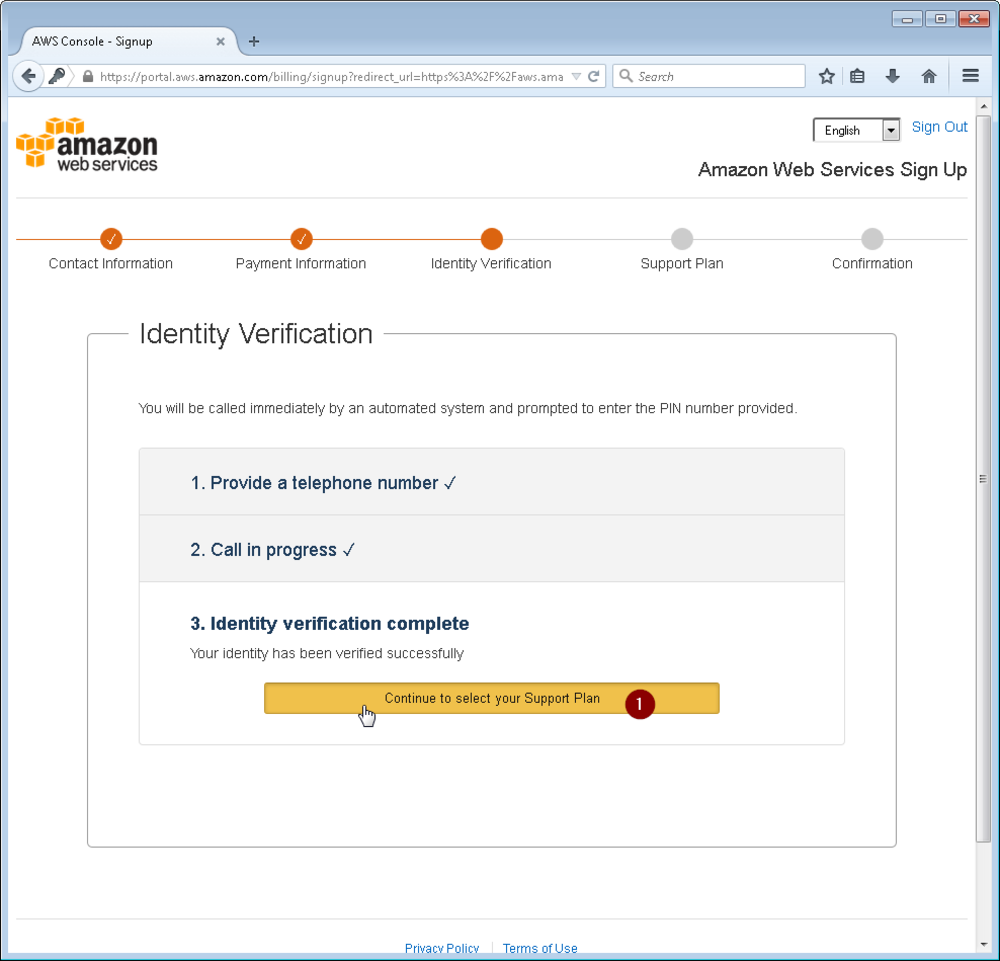 AWS Console - Signup
https://portal.aws.amazon.com/billing/signup?redirect_url=https%3A%2F%2Faws.ama
Search
amazon
web services
English
Sign Out
Amazon Web Services Sign Up
Contact Information
Payment Information
Identity Verification
Support Plan
Confirmation
Identity Verification
You will be called immediately by an automated system and prompted to enter the PIN number provided.
1. Provide a telephone number ✓
2. Call in progress ✓
3. Identity verification complete
Your identity has been verified successfully
Continue to select your Support Plan
1
Privacy Policy
Terms of Use